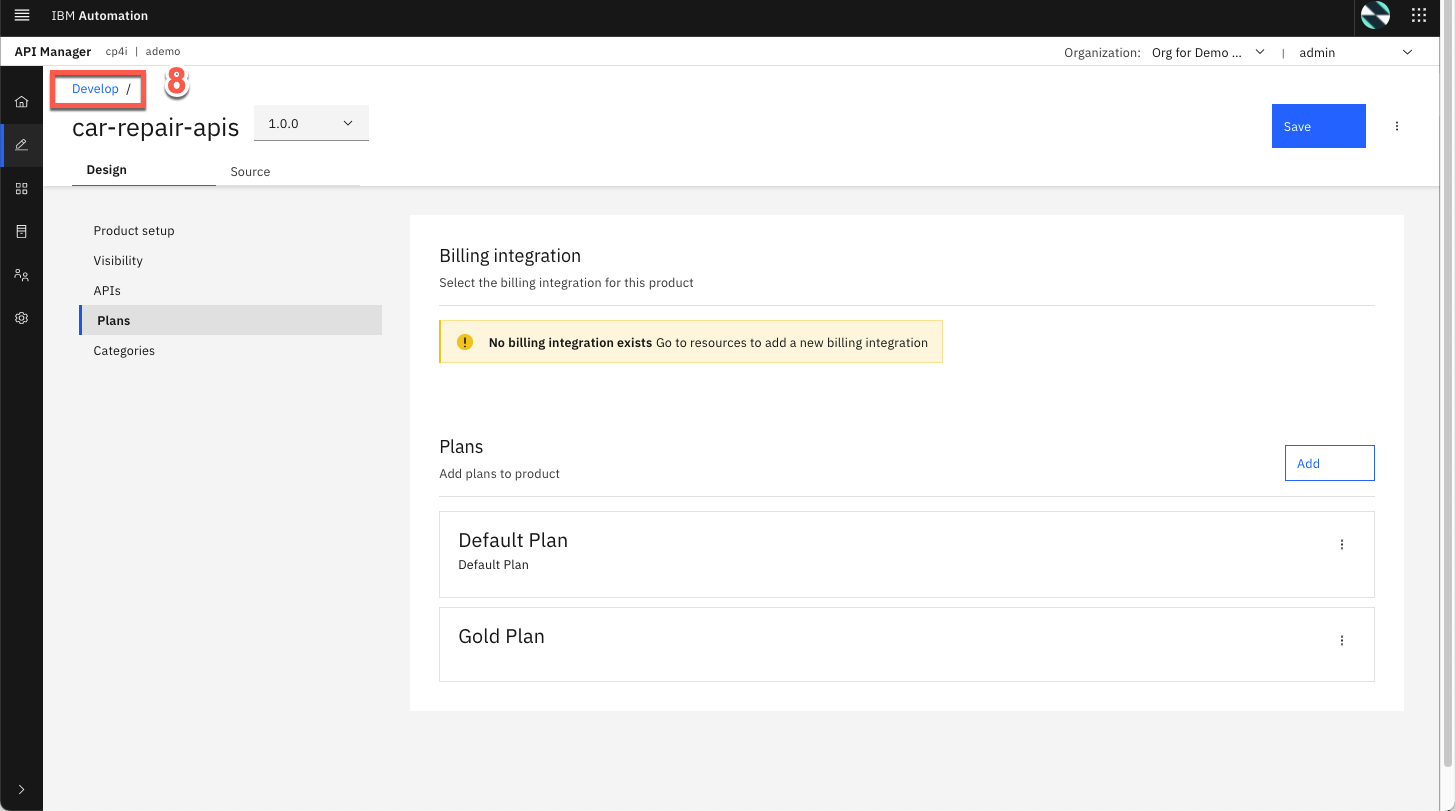 IBM Automation
API Manager cp4i | ademo
Organization: Org for Demo ... | admin
Develop / 8
car-repair-apis 1.0.0
Save
Design Source
Product setup
Visibility
APIs
Plans
Categories
Billing integration
Select the billing integration for this product
No billing integration exists Go to resources to add a new billing integration
Plans
Add plans to product
Add
Default Plan
Default Plan
Gold Plan